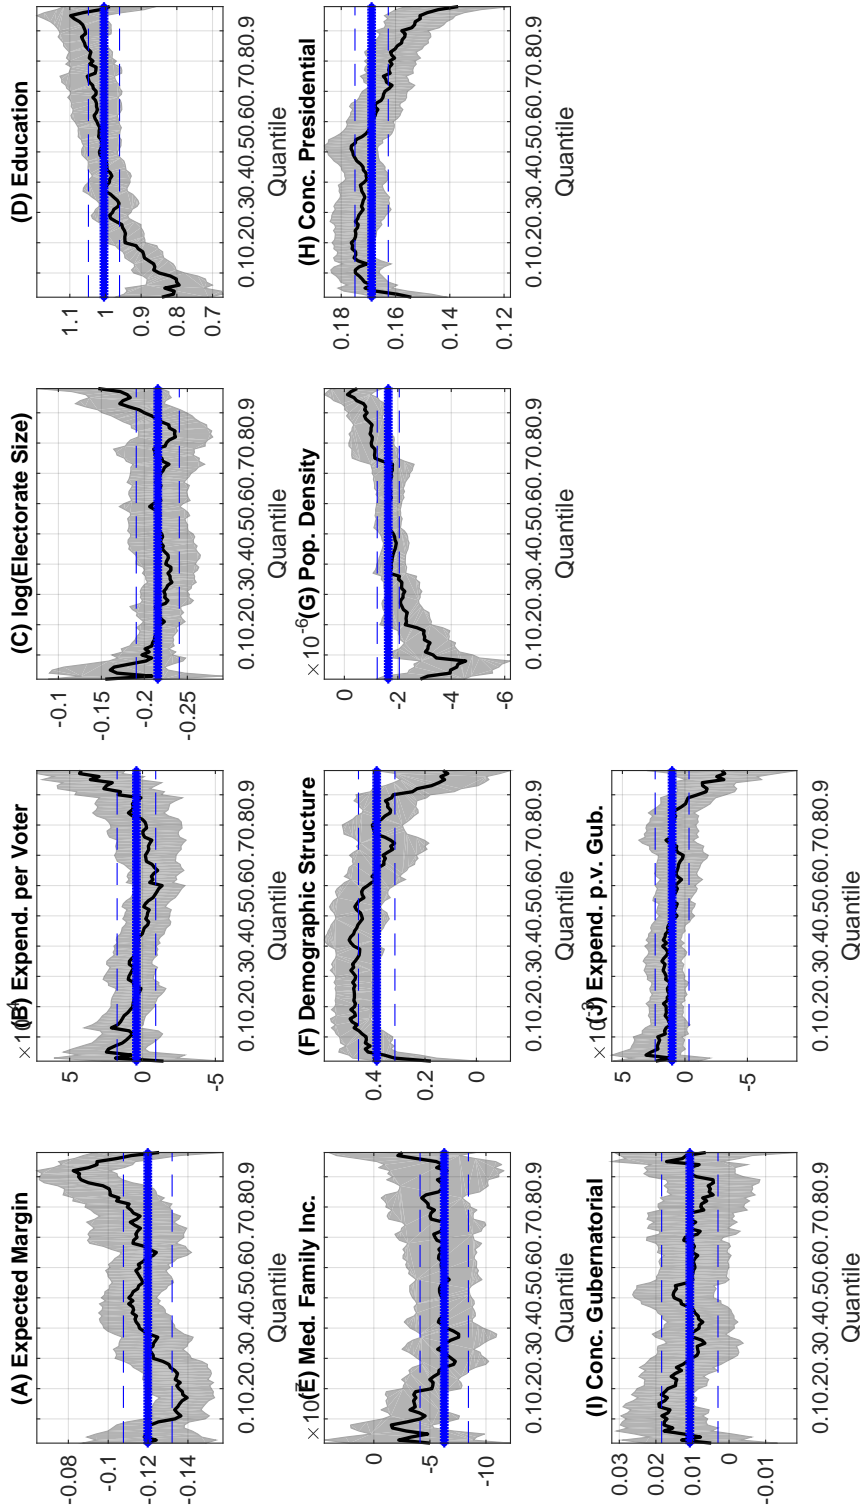 (A) Expected Margin
-0.08
-0.1
-0.12
-0.14
0.10.20.30.40.50.60.70.80.9
Quantile
×10
(B) Expend. per Voter
5
0
-5
0.10.20.30.40.50.60.70.80.9
Quantile
(C) log(Electorate Size)
-0.1
-0.15
-0.2
-0.25
0.10.20.30.40.50.60.70.80.9
Quantile
(D) Education
1.1
1
0.9
0.8
0.7
0.10.20.30.40.50.60.70.80.9
Quantile
×10
(E) Med. Family Inc.
0
-5
-10
0.10.20.30.40.50.60.70.80.9
Quantile
(F) Demographic Structure
0.4
0.2
0
0.10.20.30.40.50.60.70.80.9
Quantile
×10⁻⁶
(G) Pop. Density
0
-2
-4
-6
0.10.20.30.40.50.60.70.80.9
Quantile
(H) Conc. Presidential
0.18
0.16
0.14
0.12
0.10.20.30.40.50.60.70.80.9
Quantile
(I) Conc. Gubernatorial
0.03
0.02
0.01
0
-0.01
0.10.20.30.40.50.60.70.80.9
Quantile
×10
(J) Expend. p.v. Gub.
5
0
-5
0.10.20.30.40.50.60.70.80.9
Quantile